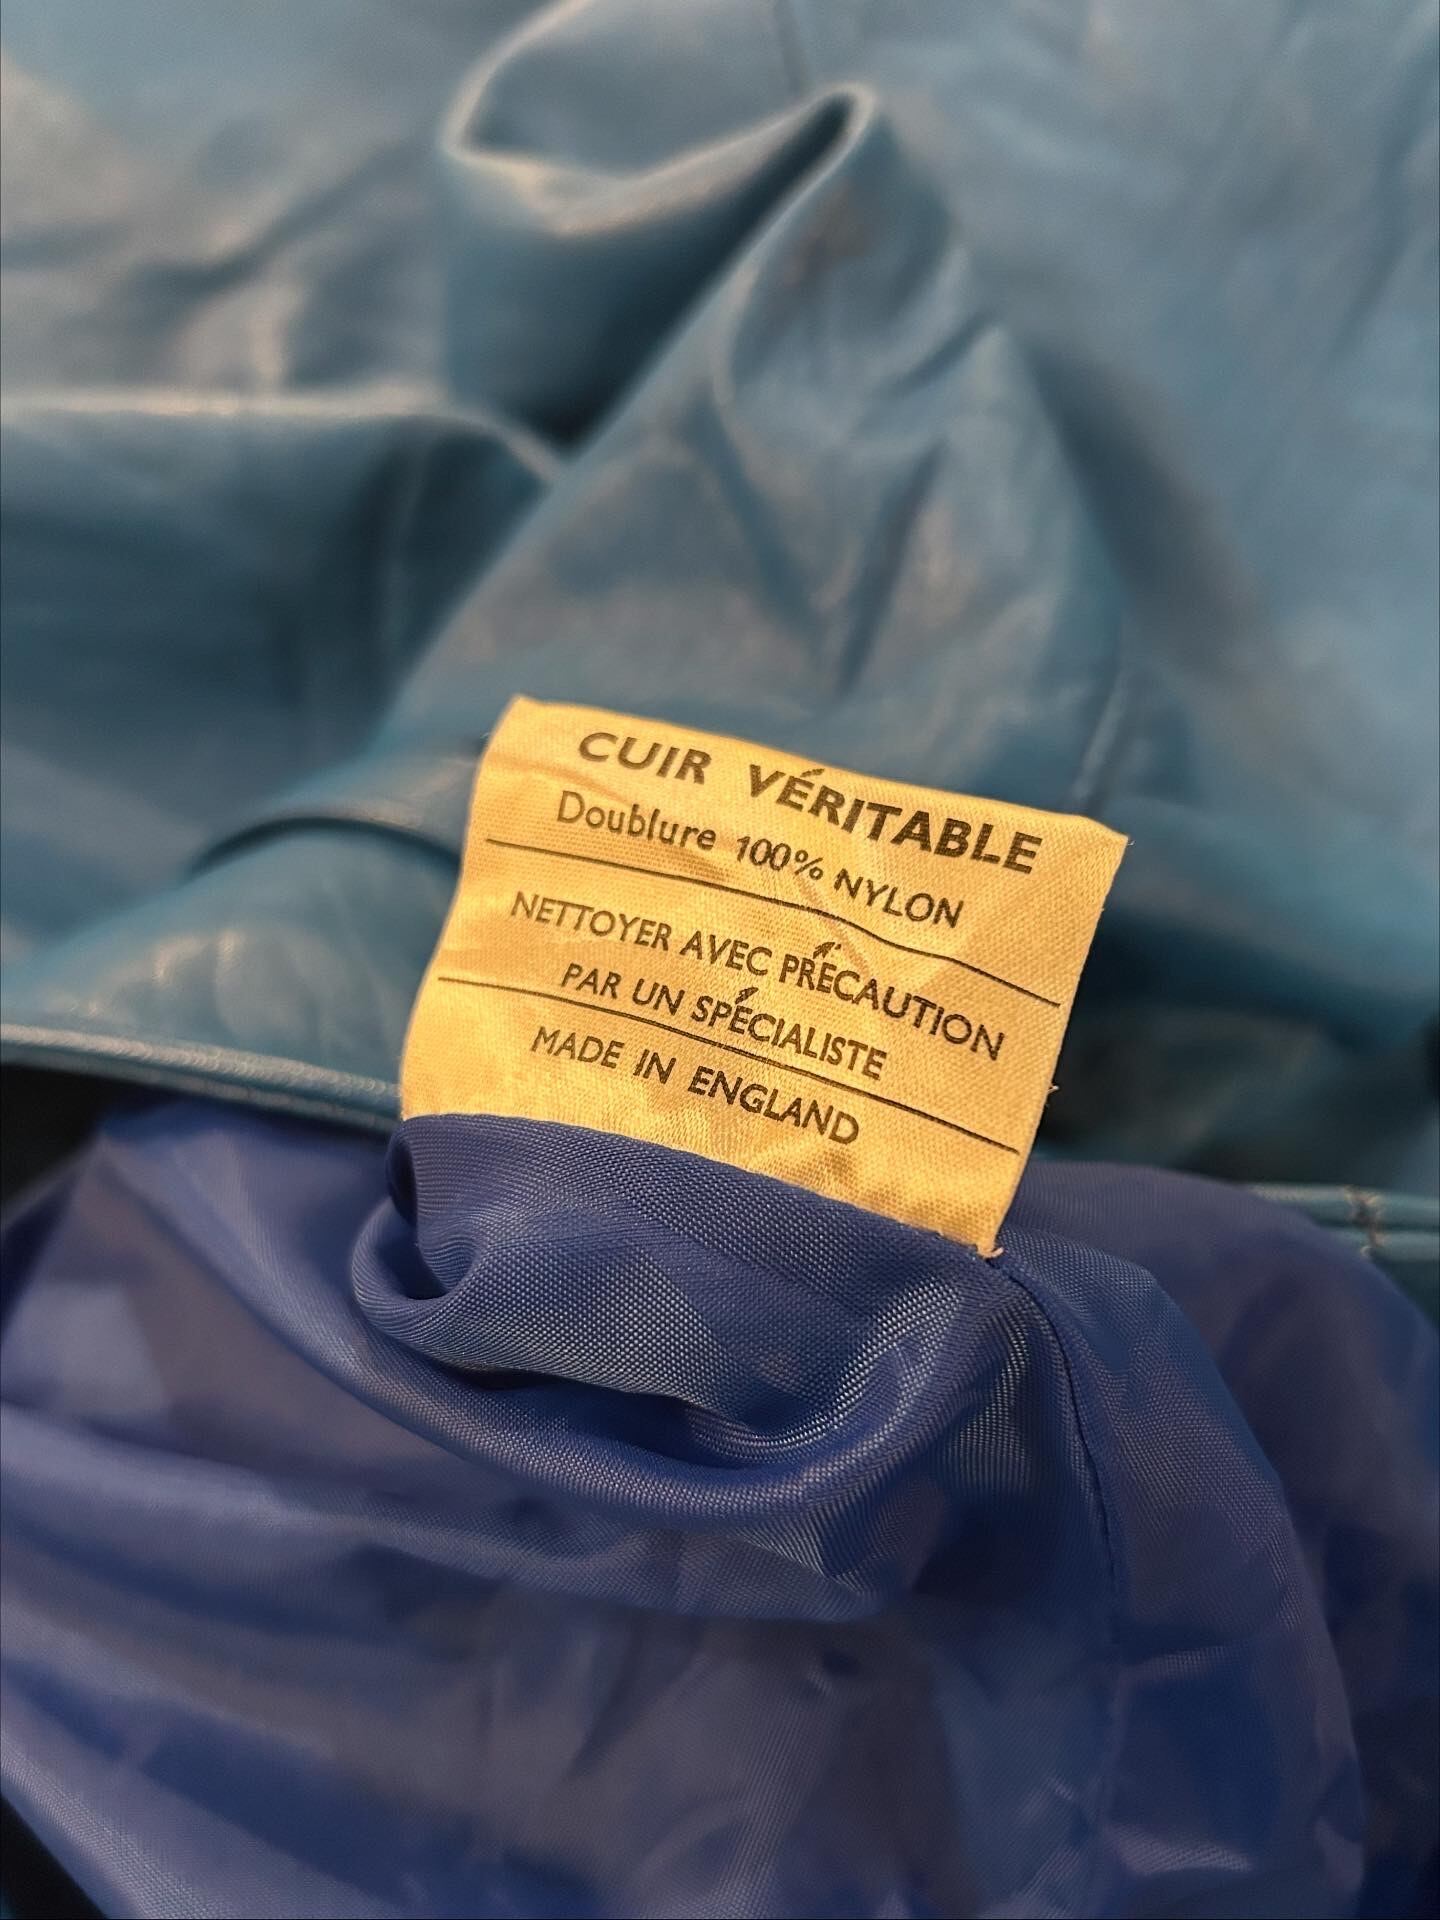 CUIR VÉRITABLE
Doublure 100% NYLON
NETTOYER AVEC PRÉCAUTION
PAR UN SPÉCIALISTE
MADE IN ENGLAND